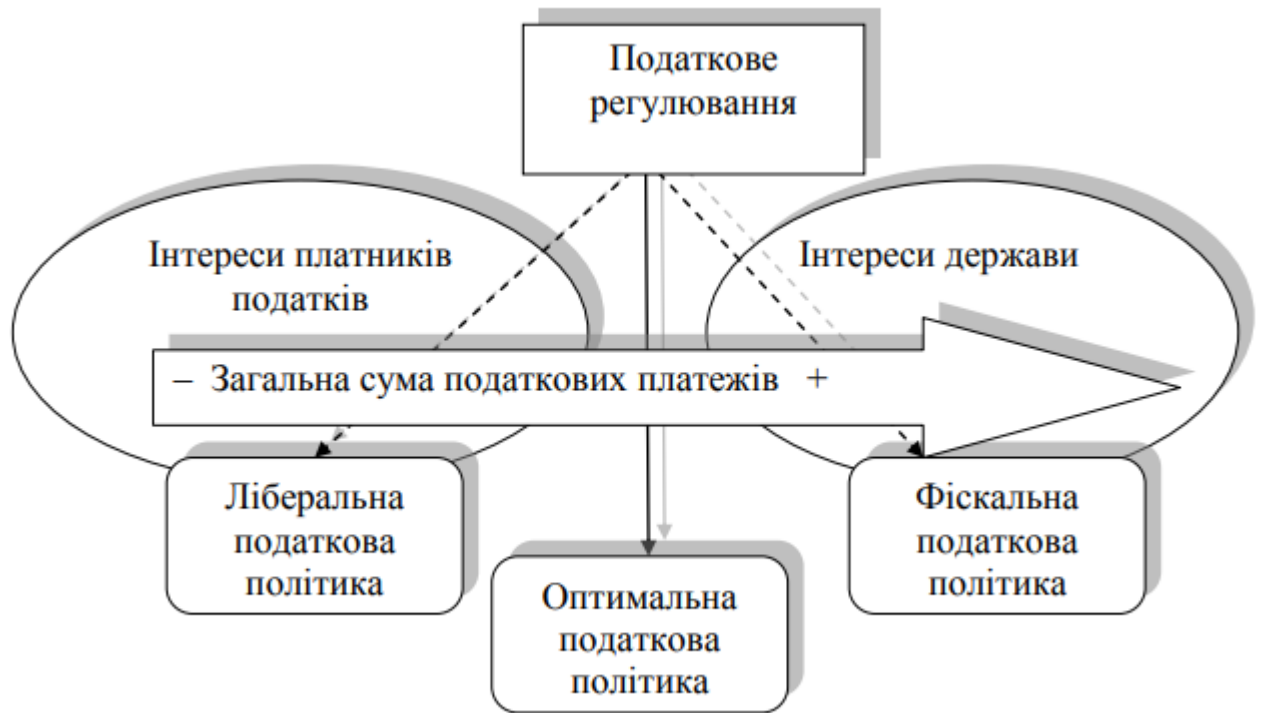 Податкове
регулювання
Інтереси платників
податків
Інтереси держави
– Загальна сума податкових платежів +
Ліберальна
податкова
політика
Оптимальна
податкова
політика
Фіскальна
податкова
політика